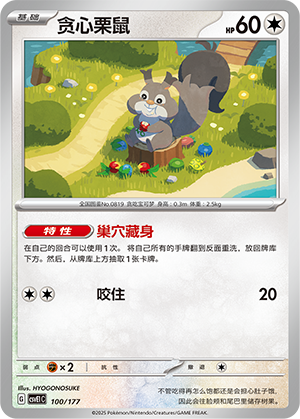 基础 贪心栗鼠 HP 60
全国图鉴No.0819 贪吃宝可梦 身高:0.3m 体重:2.5kg
特性 巢穴藏身
在自己的回合可以使用1次。将自己所有的手牌翻到反面重洗,放回牌库
下方。然后,从牌库上方抽取1张卡牌。
咬住 20
弱点 ×2 抗性 撤退
Illus. HYOGONOSUKE
G C 100/177
不管吃得再怎么饱都还是会担心肚子饿,
因此会往脸颊和尾巴里储存树果。
©2025 Pokémon/Nintendo/Creatures/GAME FREAK.